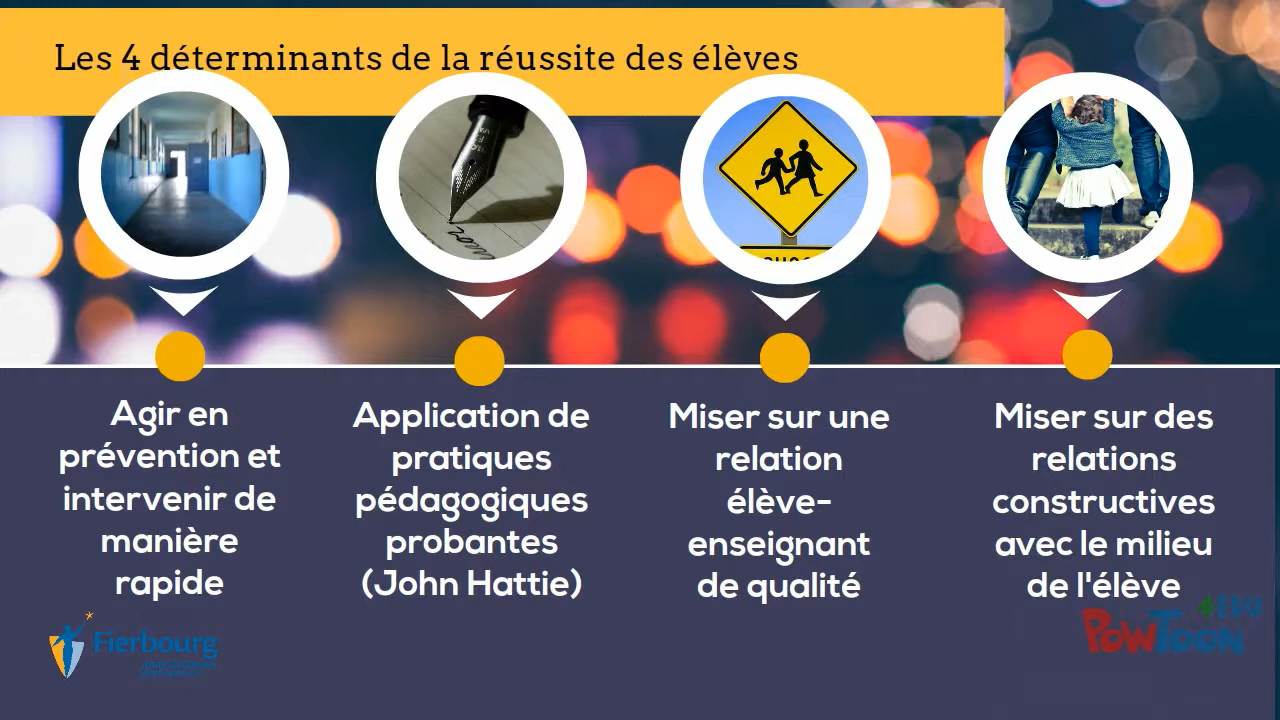 Les 4 déterminants de la réussite des élèves
Agir en
prévention et
intervenir de
manière
rapide
Application de
pratiques
pédagogiques
probantes
(John Hattie)
Miser sur une
relation
élève-
enseignant
de qualité
Miser sur des
relations
constructives
avec le milieu
de l'élève
Fierbourg
4EDU
PowToon